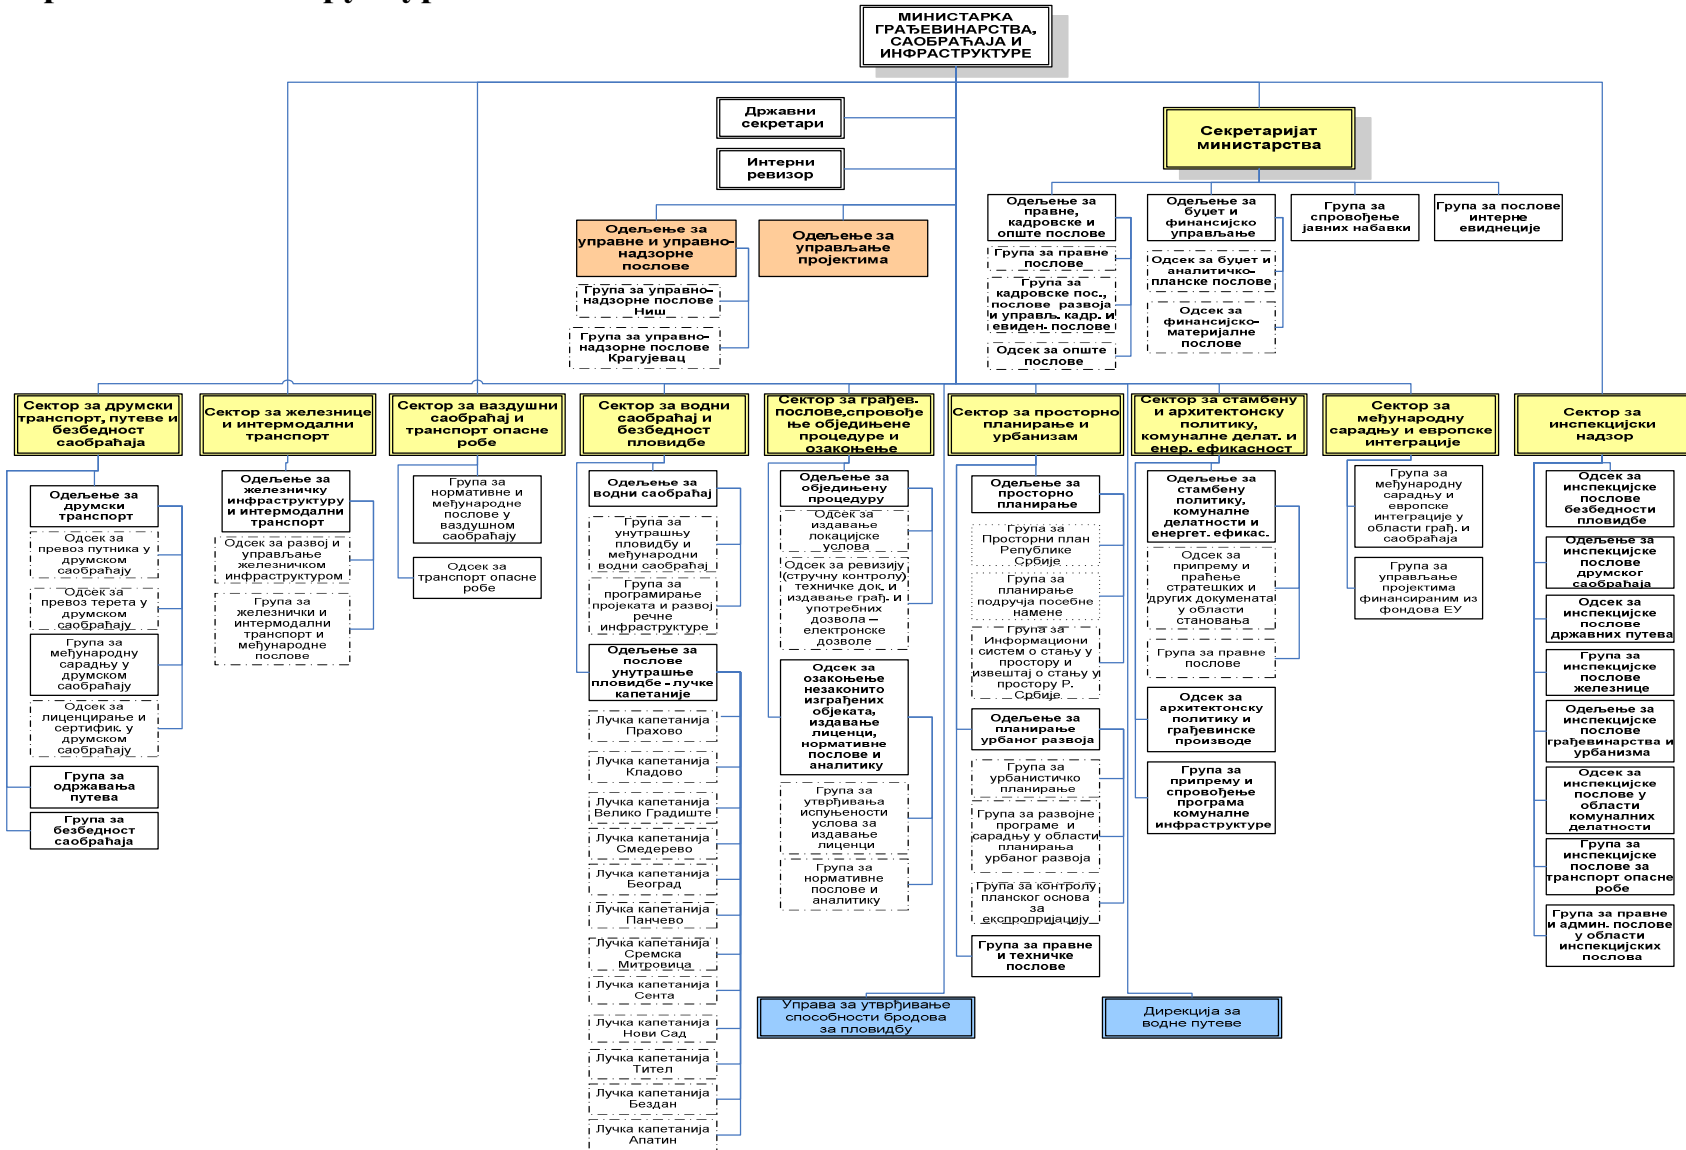 МИНИСТАРКА
ГРАЂЕВИНАРСТВА,
САОБРАЋАЈА И
ИНФРАСТРУКТУРЕ
Државни
секретари
Интерни
ревизор
Секретаријат
министарства
Одељење за
управне и управно-
надзорне
послове
Група за управно-
надзорне послове
Ниш
Група за управно-
надзорне послове
Крагујевац
Одељење за
управљање
пројектима
Одељење за
правне,
кадровске и
опште послове
Група за правне
послове
Група за
кадровске пос.,
послове развоја
и управљ. кадр. и
евиден. послове
Одсек за опште
послове
Одељење за
буџет и
финансијско
управљање
Одсек за буџет и
аналитичко-
планске послове
Одсек за
финансијско-
материјалне
послове
Група за
спровођење
јавних набавки
Група за послове
интерне
евиднеције
Сектор за друмски
транспорт, путеве и
безбедност
саобраћаја
Одељење за
друмски
транспорт
Одсек за
превоз путника у
друмском
саобраћају
Одсек за
превоз терета у
друмском
саобраћају
Група за
међународну
сарадњу у
друмском
саобраћају
Одсек за
лиценцирање и
сертифик. у
друмском
саобраћају
Група за
одржавања
путева
Група за
безбедност
саобраћаја
Сектор за железнице
и интермодални
транспорт
Одељење за
железничку
инфраструктуру
и интермодални
транспорт
Одсек за развој и
управљање
железничком
инфраструктуром
Група за
железнички и
интермодални
транспорт и
међународне
послове
Сектор за ваздушни
саобраћај и
транспорт опасне
робе
Група за
нормативне и
међународне
послове у
ваздушном
саобраћају
Одсек за
транспорт опасне
робе
Сектор за водни
саобраћај и
безбедност
пловидбе
Одељење за
водни саобраћај
Група за
унутрашњу
пловидбу и
међународни
водни саобраћај
Група за
програмирање
пројеката и развој
речне
инфраструктуре
Одељење за
послове
унутрашње
пловидбе - лучке
капетаније
Лучка капетанија
Прахово
Лучка капетанија
Кладово
Лучка капетанија
Велико Градиште
Лучка капетанија
Смедерево
Лучка капетанија
Београд
Лучка капетанија
Панчево
Лучка капетанија
Сремска
Митровица
Лучка капетанија
Сента
Лучка капетанија
Нови Сад
Лучка капетанија
Тител
Лучка капетанија
Бездан
Лучка капетанија
Апатин
Сектор за грађев.
послове,спровође
ње обједињене
процедуре и
озакоњење
Одељење за
обједињену
процедуру
Одсек за
издавање
локацијске
услова
Одсек за ревизију
(стручну контролу)
техничке док. и
издавање грађ. и
употребних
дозвола –
електронске
дозволе
Одсек за
озакоњење
незаконито
изграђених
објеката,
издавање
лиценци,
нормативне
послове и
аналитику
Група за
утврђивања
испуњености
услова за
издавање
лиценци
Група за
нормативне
послове и
аналитику
Сектор за просторно
планирање и
урбанизам
Одељење за
просторно
планирање
Група за
Просторни план
Републике
Србије
Група за
планирање
подручја посебне
намене
Група за
Информациони
систем о стању у
простору и
извештај о стању у
простору Р.
Србије
Одељење за
планирање
урбаног развоја
Група за
урбанистичко
планирање
Група за развојне
програме и
сарадњу у области
планирања
урбаног развоја
Група за контролу
планског основа
за
експропријацију
Група за правне
и техничке
послове
Сектор за стамбену
и архитектонску
политику,
комуналне делат. и
енер. ефикасност
Одељење за
стамбену
политику,
комуналне
делатности и
енергет. ефикас.
Одсек за
припрему и
праћење
стратешких и
других докумената
у области
становања
Група за правне
послове
Одсек за
архитектонску
политику и
грађевинске
производе
Група за
припрему и
спровођење
програма
комуналне
инфраструктуре
Сектор за
међународну
сарадњу и европске
интеграције
Група за
међународну
сарадњу и
европске
интеграције у
области грађ. и
саобраћаја
Група за
управљање
пројектима
финансираним из
фондова ЕУ
Сектор за
инспекцијски
надзор
Одсек за
инспекцијске
послове
безбедности
пловидбе
Одељење за
инспекцијске
послове
друмског
саобраћаја
Одсек за
инспекцијске
послове
државних путева
Група за
инспекцијске
послове
железнице
Одељење за
инспекцијске
послове
грађевинарства и
урбанизма
Одсек за
инспекцијске
послове у
области
комуналних
делатности
Група за
инспекцијске
послове за
транспорт опасне
робе
Група за правне
и админ. послове
у области
инспекцијских
послова
Управа за утврђивање
способности бродова
за пловидбу
Дирекција за
водне путеве